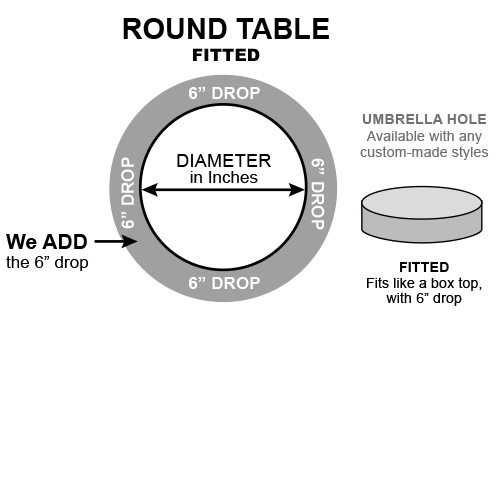 ROUND TABLE
FITTED
6” DROP
UMBRELLA HOLE
Available with any
custom-made styles
DIAMETER
in Inches
6” DROP
6” DROP
We ADD
the 6” drop
6” DROP
FITTED
Fits like a box top,
with 6” drop